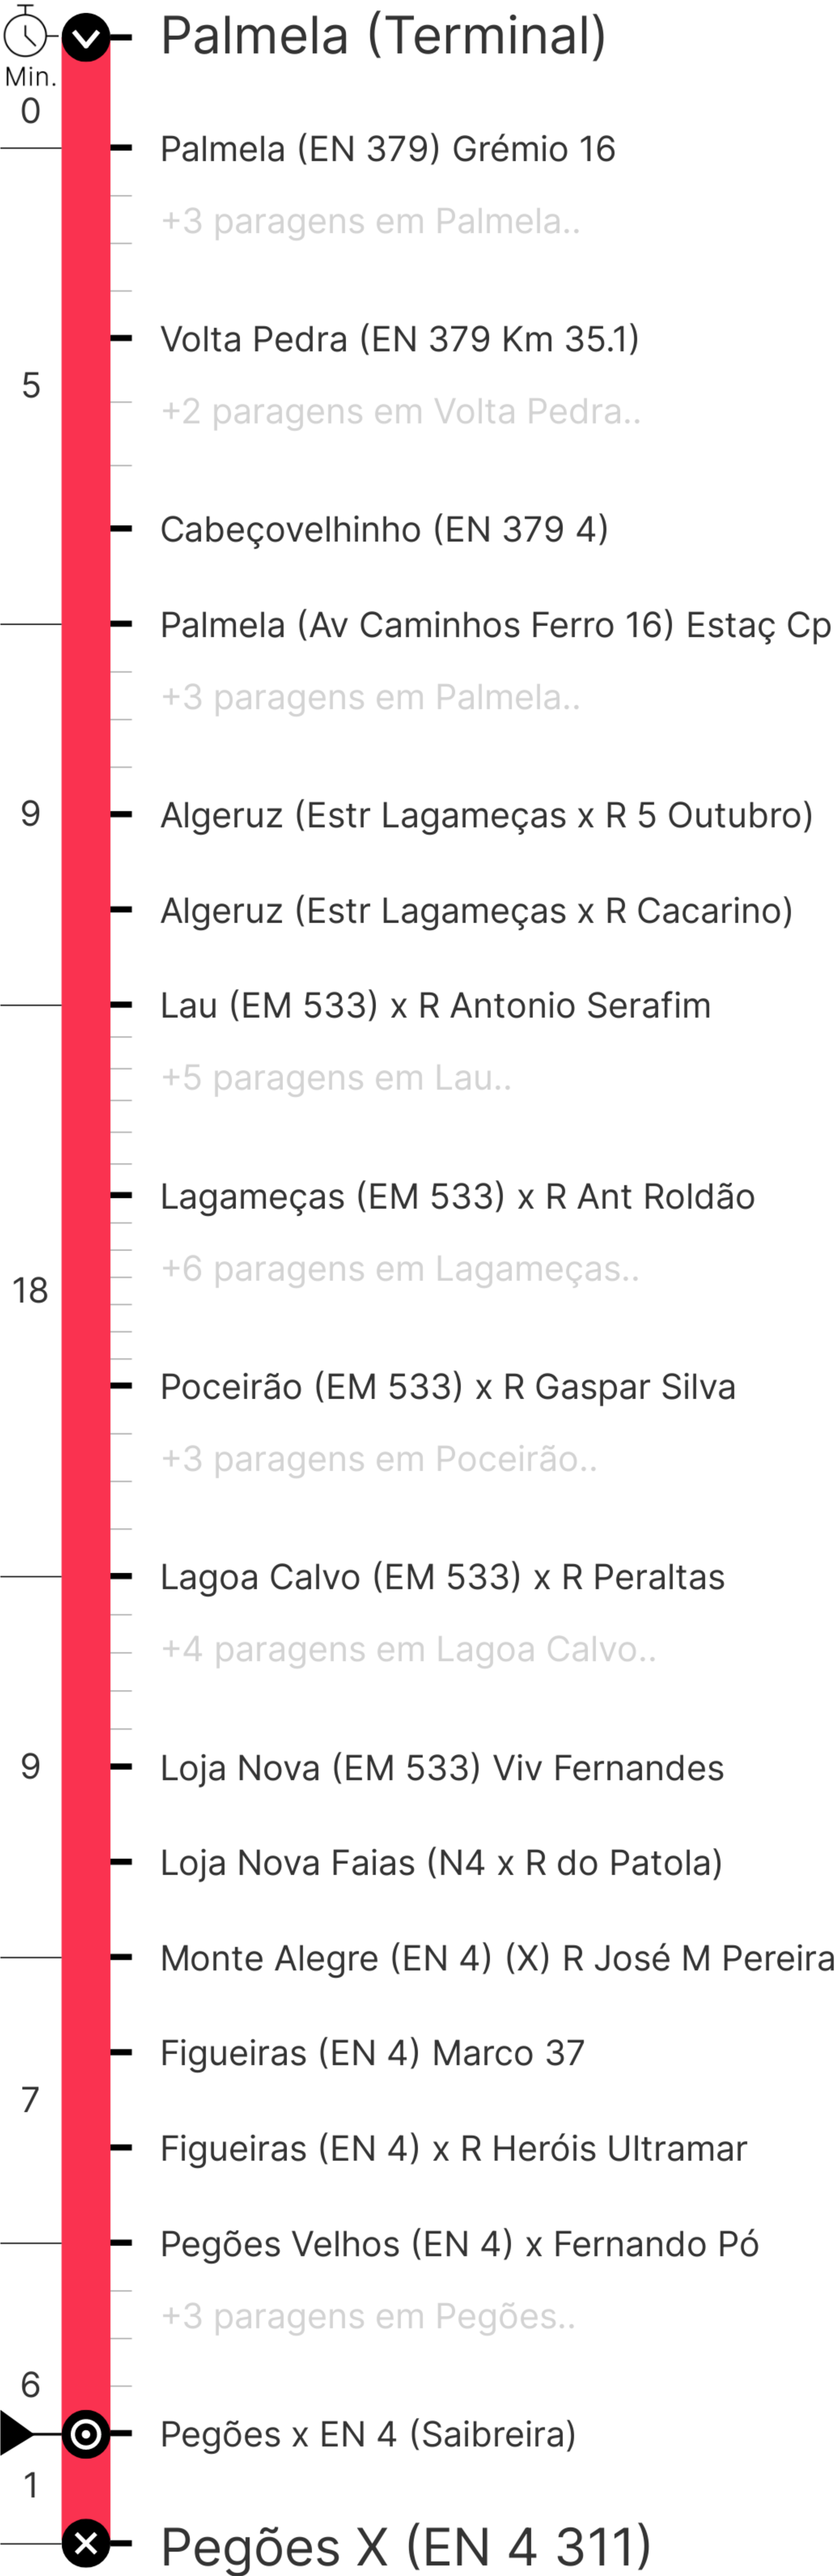 Palmela (Terminal)
Min.
0
Palmela (EN 379) Grémio 16
+3 paragens em Palmela..
Volta Pedra (EN 379 Km 35.1)
5
+2 paragens em Volta Pedra..
Cabeçovelhinho (EN 379 4)
Palmela (Av Caminhos Ferro 16) Estaç Cp
+3 paragens em Palmela..
9
Algeruz (Estr Lagameças x R 5 Outubro)
Algeruz (Estr Lagameças x R Cacarino)
Lau (EM 533) x R Antonio Serafim
+5 paragens em Lau..
Lagameças (EM 533) x R Ant Roldão
+6 paragens em Lagameças..
18
Poceirão (EM 533) x R Gaspar Silva
+3 paragens em Poceirão..
Lagoa Calvo (EM 533) x R Peraltas
+4 paragens em Lagoa Calvo..
9
Loja Nova (EM 533) Viv Fernandes
Loja Nova Faias (N4 x R do Patola)
Monte Alegre (EN 4) (X) R José M Pereira
Figueiras (EN 4) Marco 37
7
Figueiras (EN 4) x R Heróis Ultramar
Pegões Velhos (EN 4) x Fernando Pó
+3 paragens em Pegões..
6
Pegões x EN 4 (Saibreira)
1
Pegões X (EN 4 311)